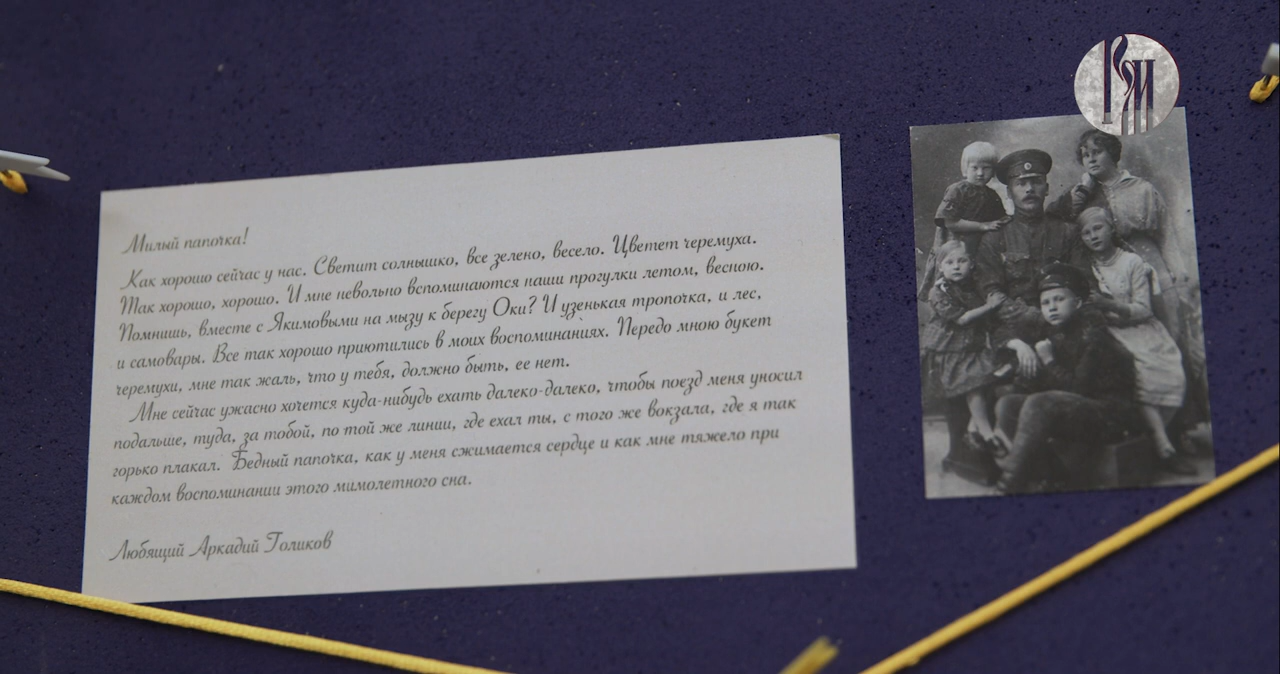 Милый папочка!
Как хорошо сейчас у нас. Светит солнышко, все зелено, весело. Цветет черемуха.
Так хорошо, хорошо. И мне невольно вспоминаются наши прогулки летом, весною.
Помнишь, вместе с Якимовыми на мызу к берегу Оки? И узенькая тропочка, и лес,
и самовары. Все так хорошо приютились в моих воспоминаниях. Передо мною букет
черемухи, мне так жаль, что у тебя, должно быть, ее нет.
Мне сейчас ужасно хочется куда-нибудь ехать далеко-далеко, чтобы поезд меня уносил
подальше, туда, за тобой, по той же линии, где ехал ты, с того же вокзала, где я так
горько плакал. Бедный папочка, как у меня сжимается сердце и как мне тяжело при
каждом воспоминании этого мимолетного сна.
Любящий Аркадий Голиков